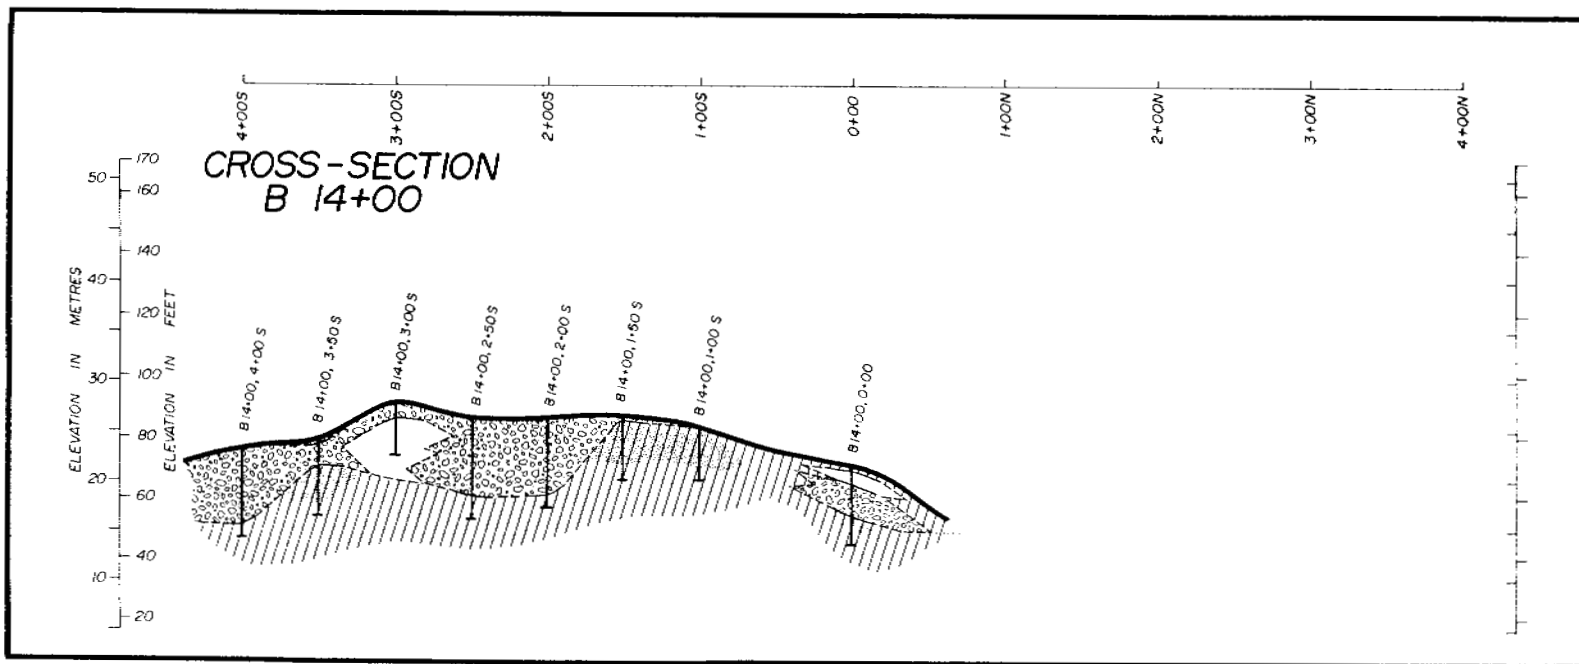 4+00S
3+00S
2+00S
1+00S
0+00
1+00N
2+00N
3+00N
4+00N
CROSS-SECTION
B 14+00
ELEVATION IN METRES
50
40
30
20
10
ELEVATION IN FEET
170
160
140
120
100
80
60
40
20
B 14+00, 4+00 S
B 14+00, 3+50 S
B 14+00, 3+00 S
B 14+00, 2+50 S
B 14+00, 2+00 S
B 14+00, 1+50 S
B 14+00, 1+00 S
B 14+00, 0+00